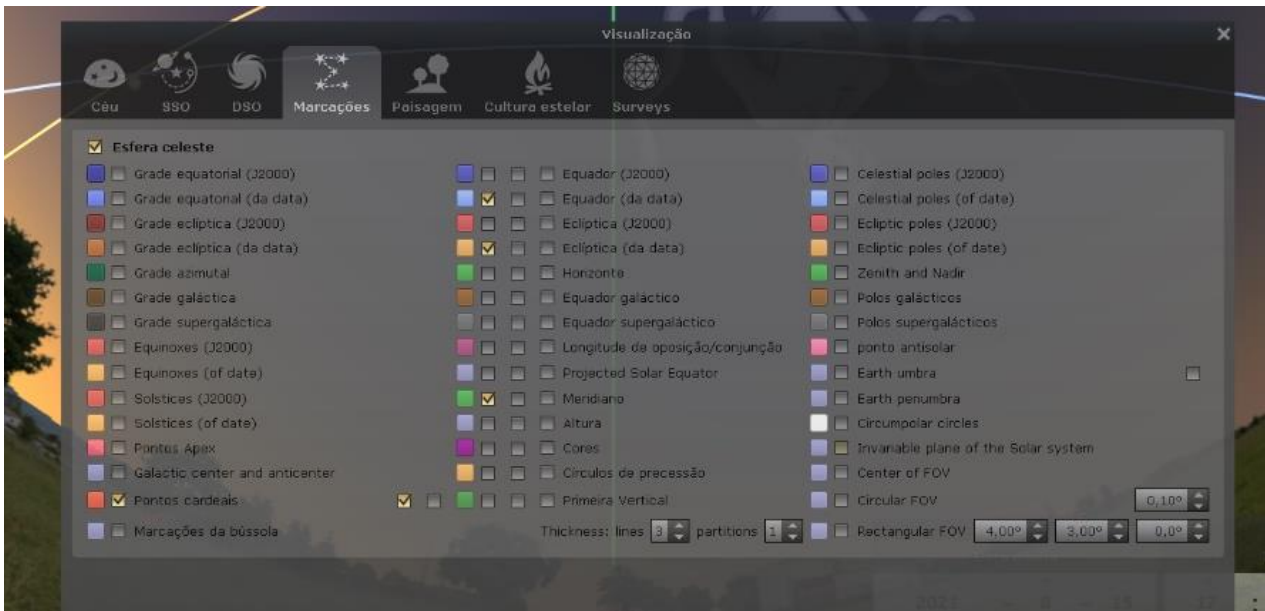 Visualização
Céu SSO DSO Marcações Paisagem Cultura estelar Surveys
Esfera celeste
Grade equatorial (J2000) Equador (J2000) Celestial poles (J2000)
Grade equatorial (da data) Equador (da data) Celestial poles (of date)
Grade eclíptica (J2000) Eclíptica (J2000) Ecliptic poles (J2000)
Grade eclíptica (da data) Eclíptica (da data) Ecliptic poles (of date)
Grade azimutal Horizonte Zenith and Nadir
Grade galáctica Equador galáctico Polos galácticos
Grade supergaláctica Equador supergaláctico Polos supergalácticos
Equinoxes (J2000) Longitude de oposição/conjunção ponto antisolar
Equinoxes (of date) Projected Solar Equator Earth umbra
Solstices (J2000) Meridiano Earth penumbra
Solstices (of date) Altura Circumpolar circles
Pontos Apex Cores Invariable plane of the Solar system
Galactic center and anticenter Círculos de precessão Center of FOV
Pontos cardeais Primeira Vertical Circular FOV 0,10º
Marcações da bússola Thickness: lines 3 partitions 1 Rectangular FOV 4,00º 3,00º 0,0º